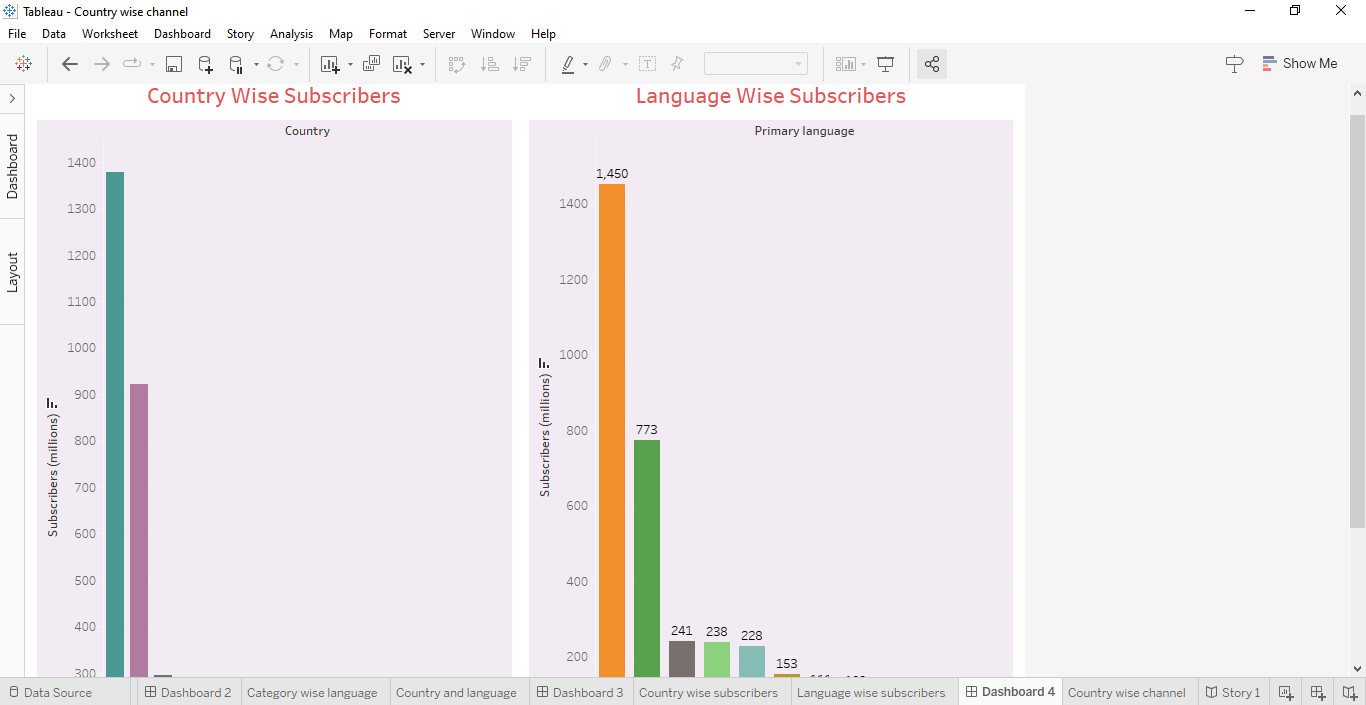 Tableau - Country wise channel
File Data Worksheet Dashboard Story Analysis Map Format Server Window Help
Show Me
Dashboard
Layout
Country Wise Subscribers
Country
1400
1300
1200
1100
1000
900
800
700
600
500
400
300
Subscribers (millions)
Language Wise Subscribers
Primary language
1,450
1400
1200
1000
800
600
400
200
Subscribers (millions)
773
241
238
228
153
Data Source Dashboard 2 Category wise language Country and language Dashboard 3 Country wise subscribers Language wise subscribers Dashboard 4 Country wise channel Story 1